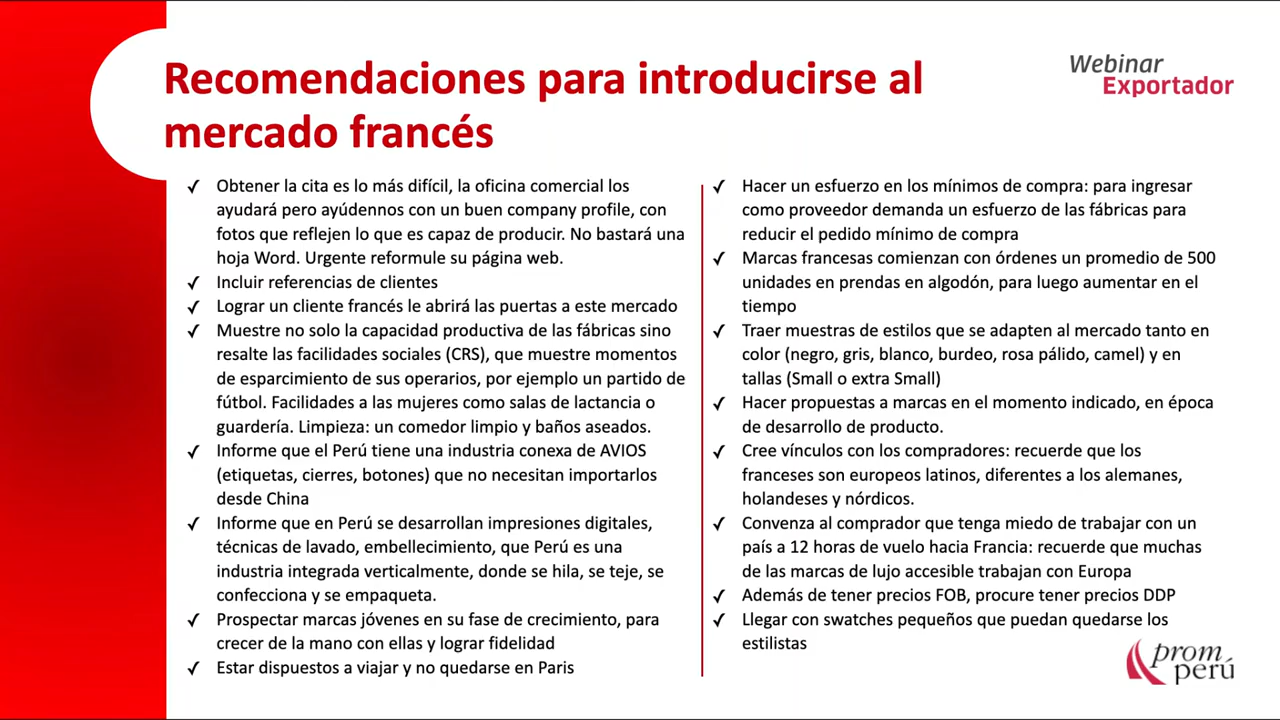 Recomendaciones para introducirse al
mercado francés
Webinar
Exportador
✓ Obtener la cita es lo más difícil, la oficina comercial los
ayudará pero ayúdennos con un buen company profile, con
fotos que reflejen lo que es capaz de producir. No bastará una
hoja Word. Urgente reformule su página web.
✓ Incluir referencias de clientes
✓ Lograr un cliente francés le abrirá las puertas a este mercado
✓ Muestre no solo la capacidad productiva de las fábricas sino
resalte las facilidades sociales (CRS), que muestre momentos
de esparcimiento de sus operarios, por ejemplo un partido de
fútbol. Facilidades a las mujeres como salas de lactancia o
guardería. Limpieza: un comedor limpio y baños aseados.
✓ Informe que el Perú tiene una industria conexa de AVIOS
(etiquetas, cierres, botones) que no necesitan importarlos
desde China
✓ Informe que en Perú se desarrollan impresiones digitales,
técnicas de lavado, embellecimiento, que Perú es una
industria integrada verticalmente, donde se hila, se teje, se
confecciona y se empaqueta.
✓ Prospectar marcas jóvenes en su fase de crecimiento, para
crecer de la mano con ellas y lograr fidelidad
✓ Estar dispuestos a viajar y no quedarse en Paris
✓ Hacer un esfuerzo en los mínimos de compra: para ingresar
como proveedor demanda un esfuerzo de las fábricas para
reducir el pedido mínimo de compra
✓ Marcas francesas comienzan con órdenes un promedio de 500
unidades en prendas en algodón, para luego aumentar en el
tiempo
✓ Traer muestras de estilos que se adapten al mercado tanto en
color (negro, gris, blanco, burdeo, rosa pálido, camel) y en
tallas (Small o extra Small)
✓ Hacer propuestas a marcas en el momento indicado, en época
de desarrollo de producto.
✓ Cree vínculos con los compradores: recuerde que los
franceses son europeos latinos, diferentes a los alemanes,
holandeses y nórdicos.
✓ Convenza al comprador que tenga miedo de trabajar con un
país a 12 horas de vuelo hacia Francia: recuerde que muchas
de las marcas de lujo accesible trabajan con Europa
✓ Además de tener precios FOB, procure tener precios DDP
✓ Llegar con swatches pequeños que puedan quedarse los
estilistas
prom
perú